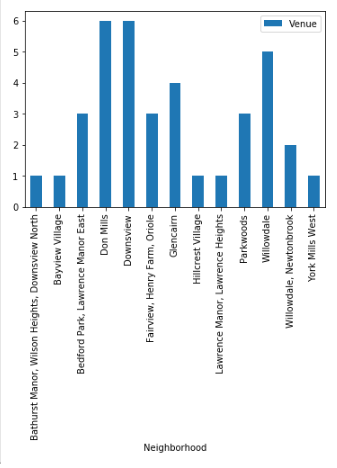 Venue
6
5
4
3
2
1
0
Bathurst Manor, Wilson Heights, Downsview North
Bayview Village
Bedford Park, Lawrence Manor East
Don Mills
Downsview
Fairview, Henry Farm, Oriole
Glencairn
Hillcrest Village
Lawrence Manor, Lawrence Heights
Parkwoods
Willowdale
Willowdale, Newtonbrook
York Mills West
Neighborhood